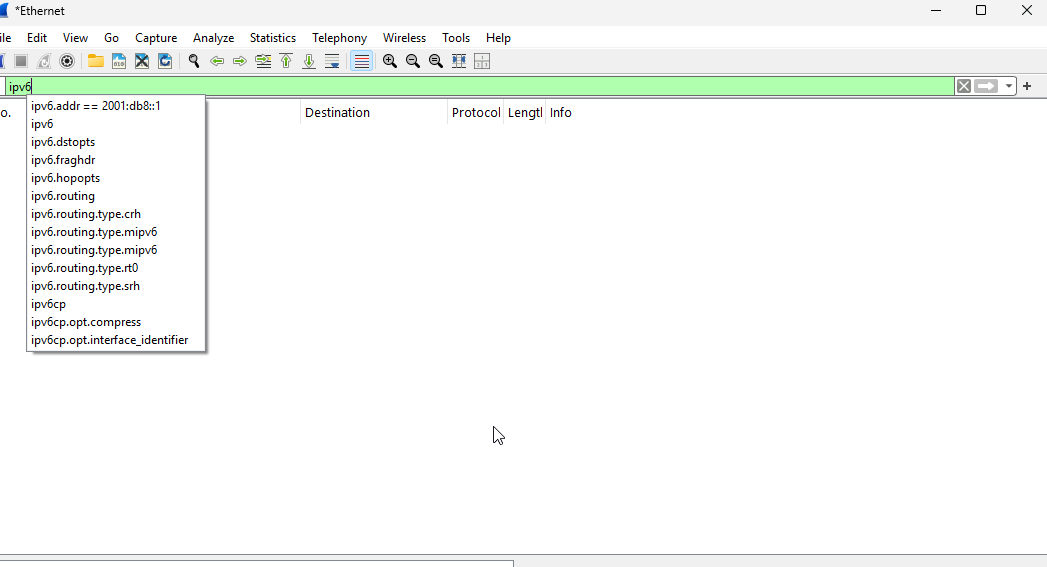 *Ethernet
ile Edit View Go Capture Analyze Statistics Telephony Wireless Tools Help
ipv6
o. Destination Protocol Lengtl Info
ipv6.addr == 2001:db8::1
ipv6
ipv6.dstopts
ipv6.fraghdr
ipv6.hopopts
ipv6.routing
ipv6.routing.type.crh
ipv6.routing.type.mipv6
ipv6.routing.type.mipv6
ipv6.routing.type.rt0
ipv6.routing.type.srh
ipv6cp
ipv6cp.opt.compress
ipv6cp.opt.interface_identifier